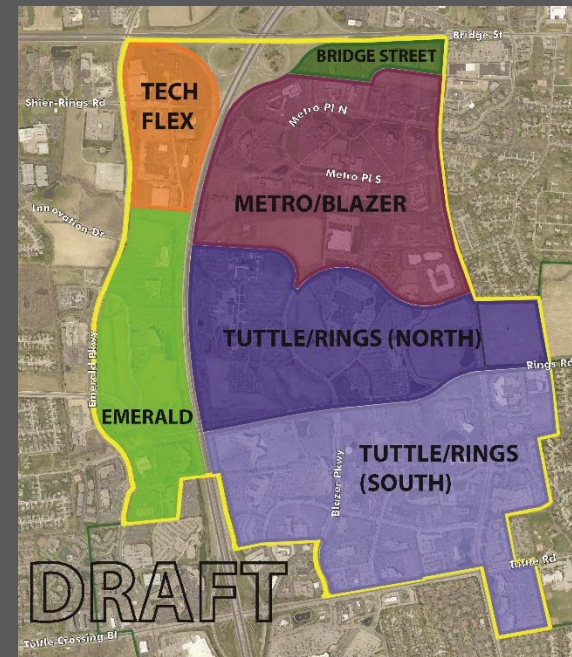 Bridge St
BRIDGE STREET
TECH
FLEX
Shier-Rings Rd
Metro Pl N
Metro Pl S
METRO/BLAZER
Innovation Dr
TUTTLE/RINGS (NORTH)
Emerald Pkwy
Rings Rd
EMERALD
TUTTLE/RINGS
(SOUTH)
Blazer Pkwy
DRAFT
Tuttle Rd
Tuttle Crossing Bl